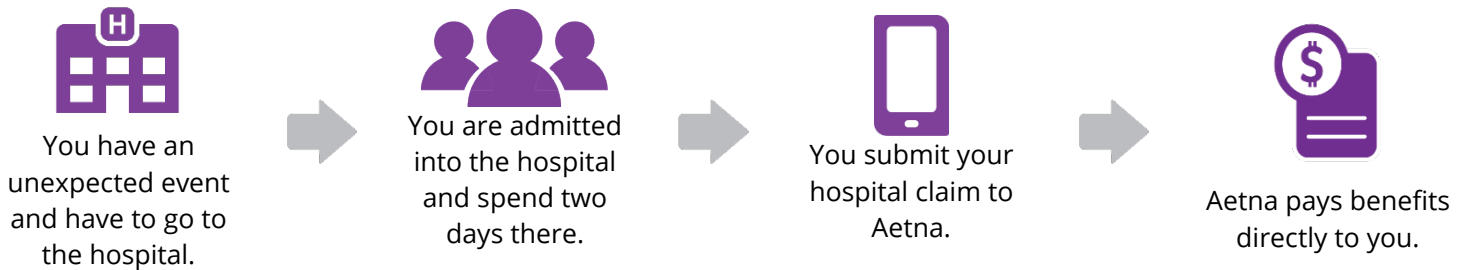 H
You have an
unexpected event
and have to go to
the hospital.
You are admitted
into the hospital
and spend two
days there.
You submit your
hospital claim to
Aetna.
$
Aetna pays benefits
directly to you.